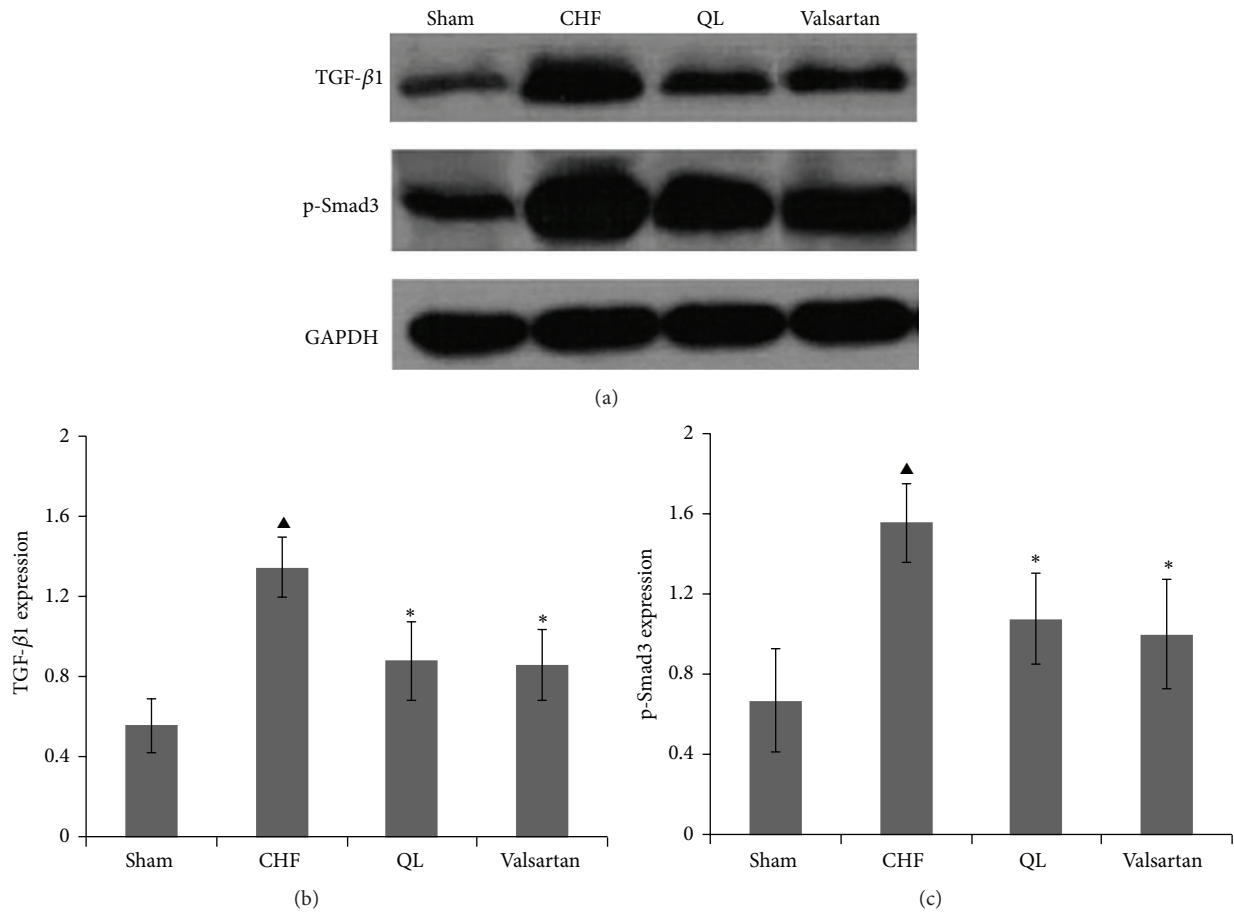 Sham CHF QL Valsartan
TGF-β1
p-Smad3
GAPDH
(a)
2
1.6
1.2
0.8
0.4
0
TGF-β1 expression
▲
*
*
Sham CHF QL Valsartan
(b)
2
1.6
1.2
0.8
0.4
0
p-Smad3 expression
▲
*
*
Sham CHF QL Valsartan
(c)